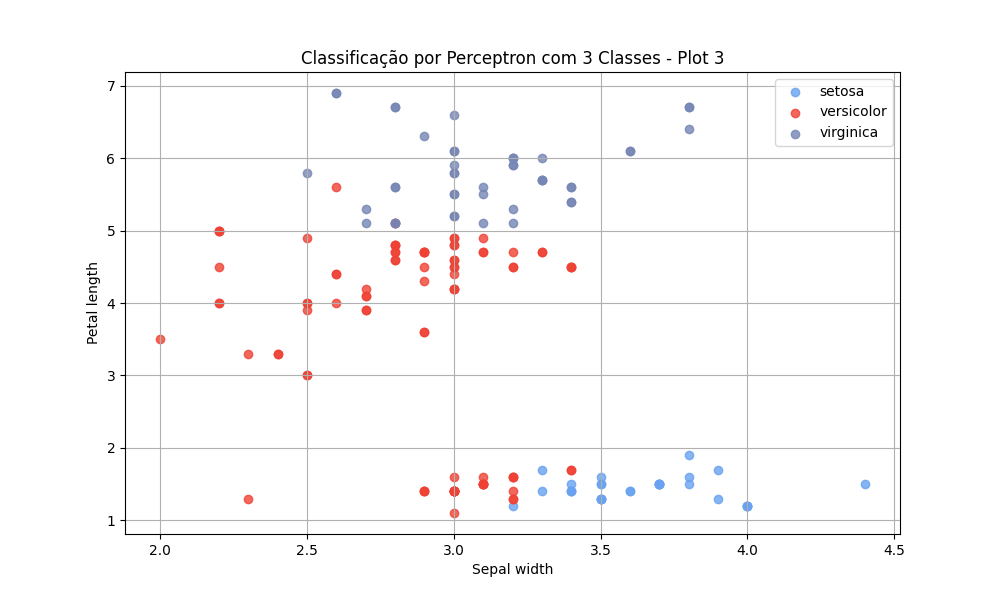 Classificação por Perceptron com 3 Classes - Plot 3
setosa
versicolor
virginica
Petal length
7
6
5
4
3
2
1
2.0 2.5 3.0 3.5 4.0 4.5
Sepal width